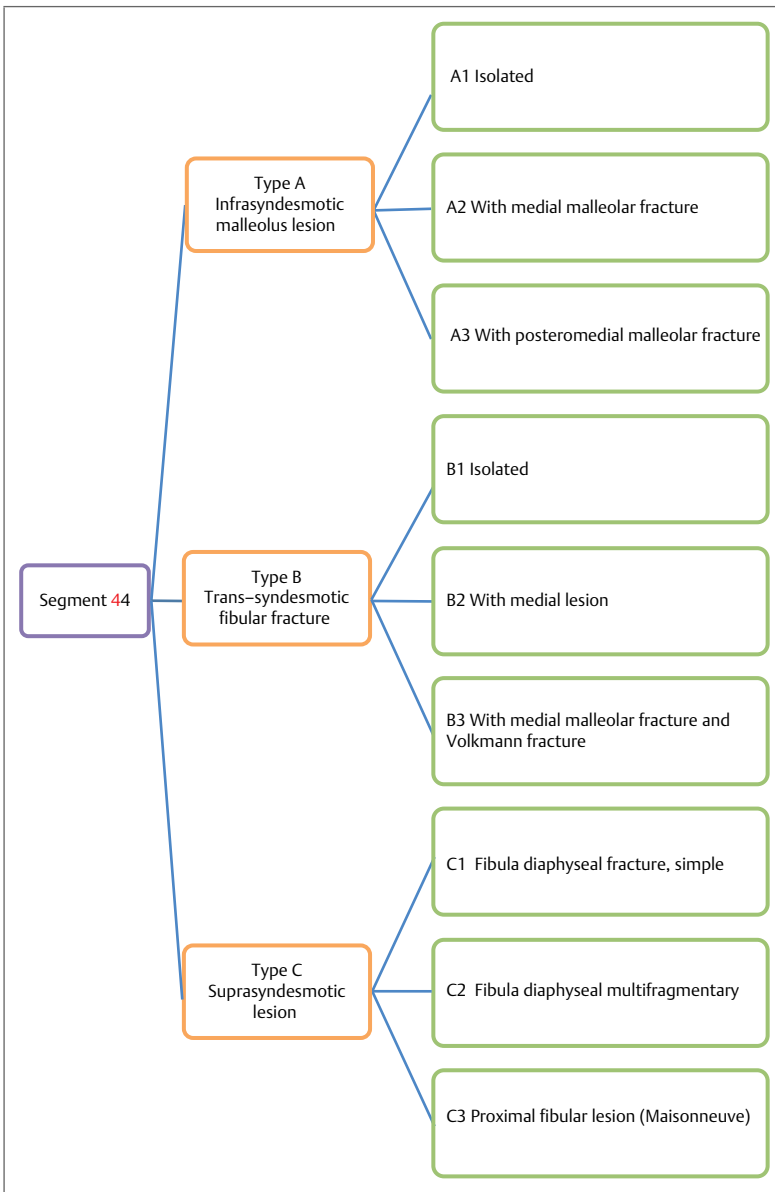 Segment 44
Type A
Infrasyndesmotic
malleolus lesion
A1 Isolated
A2 With medial malleolar fracture
A3 With posteromedial malleolar fracture
Type B
Trans–syndesmotic
fibular fracture
B1 Isolated
B2 With medial lesion
B3 With medial malleolar fracture and
Volkmann fracture
Type C
Suprasyndesmotic
lesion
C1 Fibula diaphyseal fracture, simple
C2 Fibula diaphyseal multifragmentary
C3 Proximal fibular lesion (Maisonneuve)